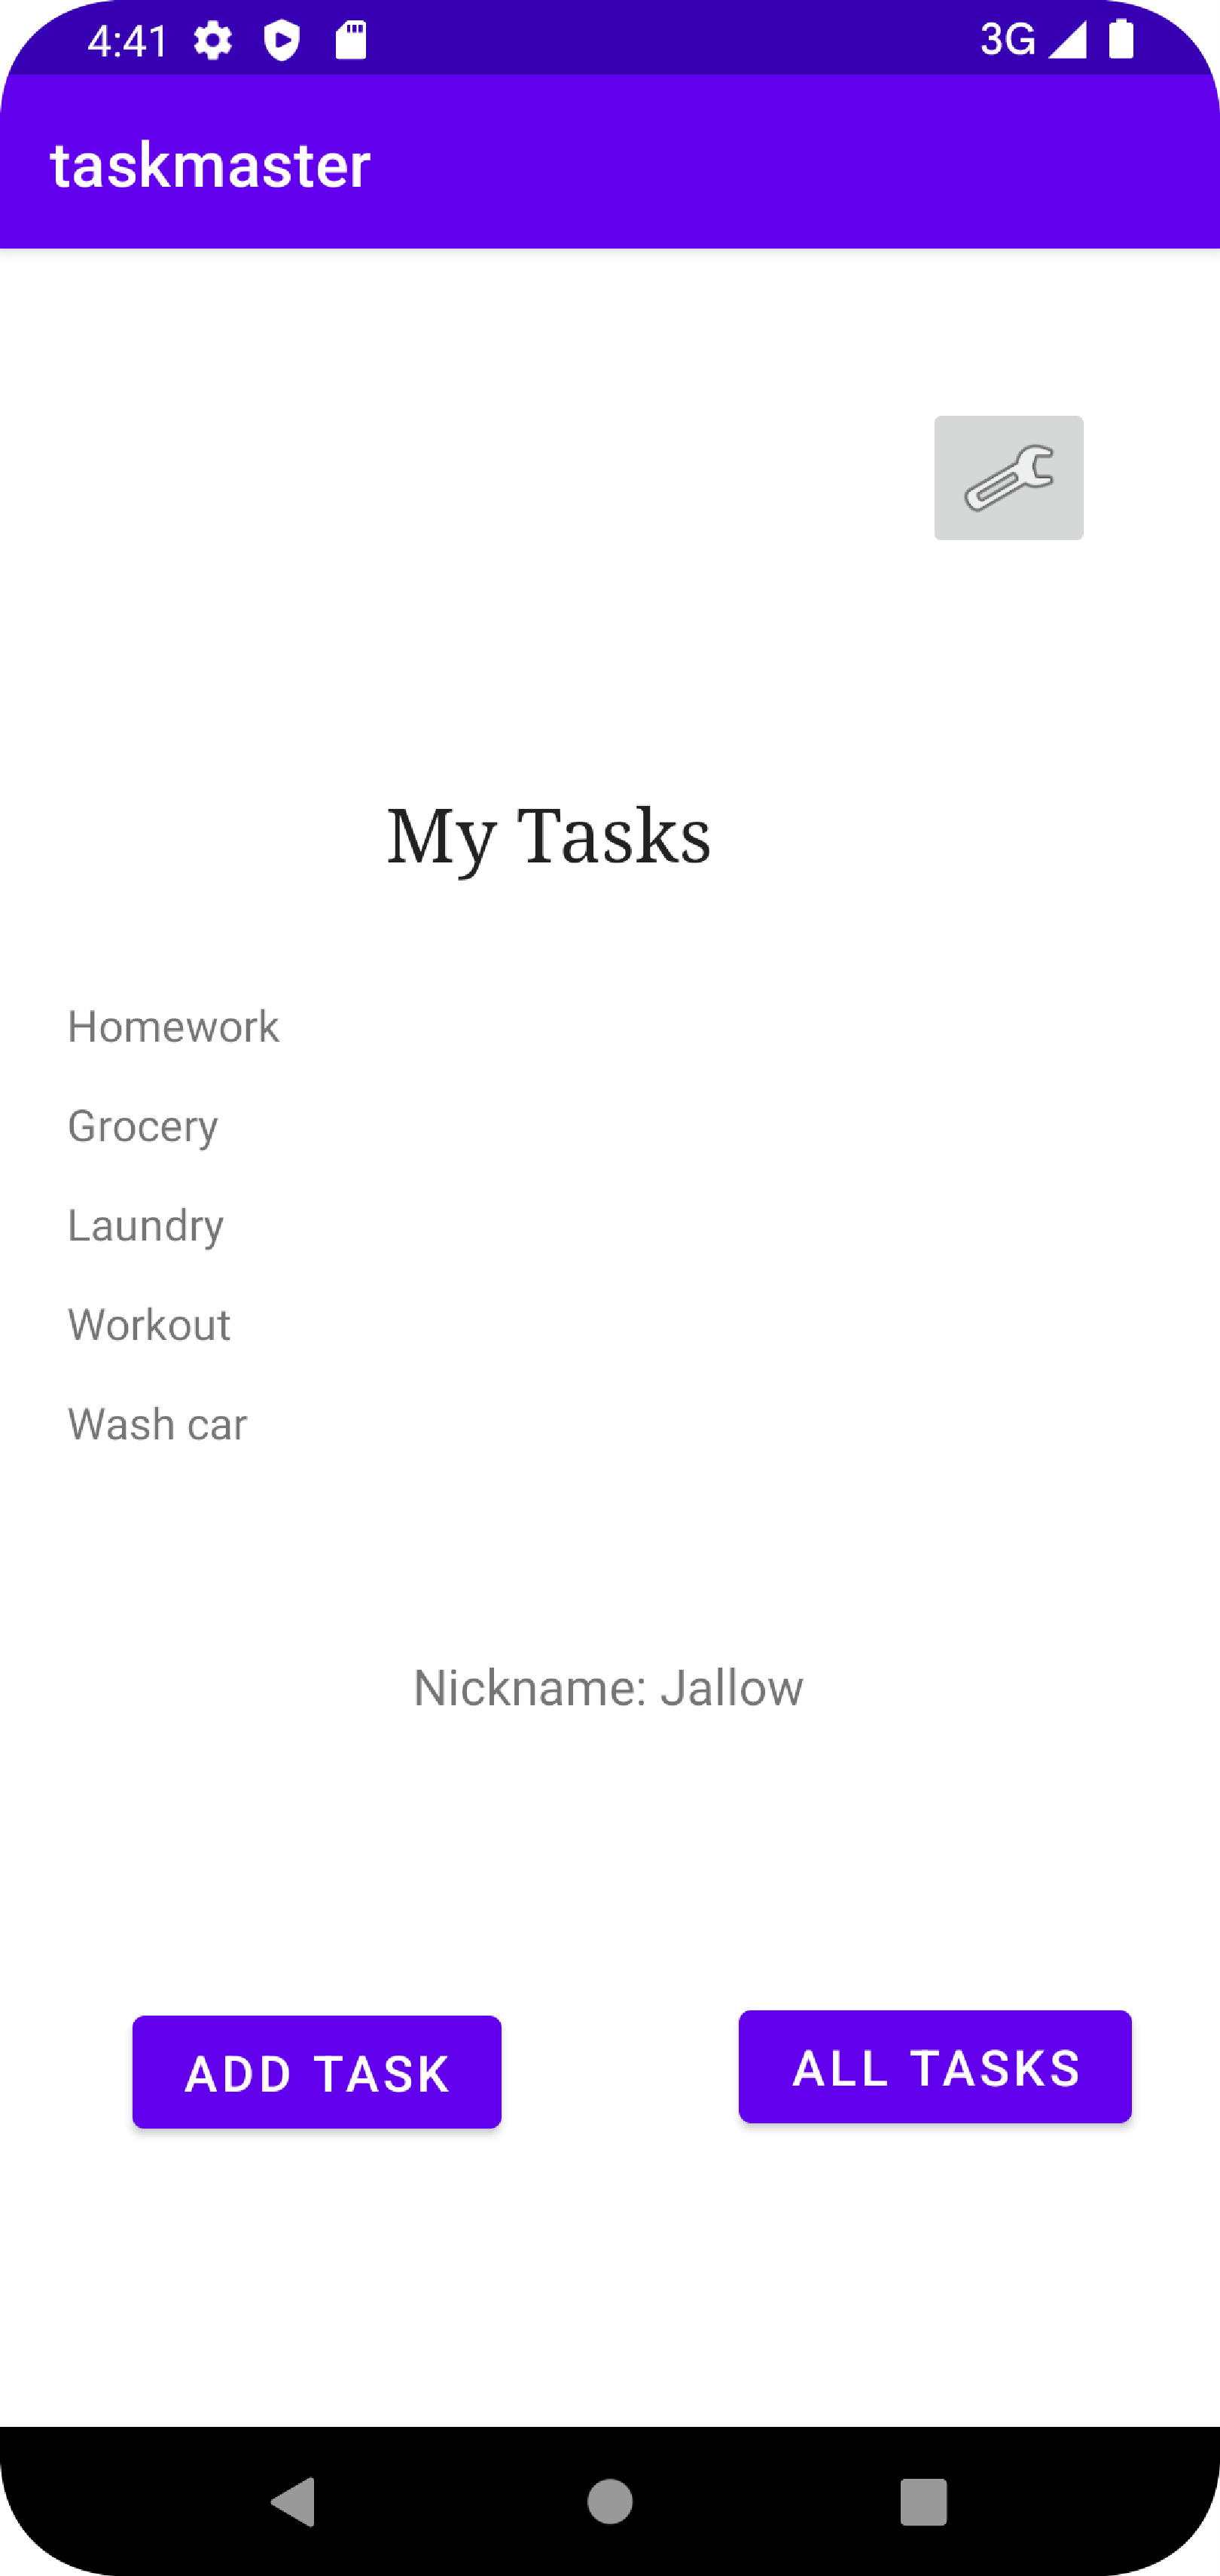 4:41 3G
taskmaster
My Tasks
Homework
Grocery
Laundry
Workout
Wash car
Nickname: Jallow
ADD TASK ALL TASKS